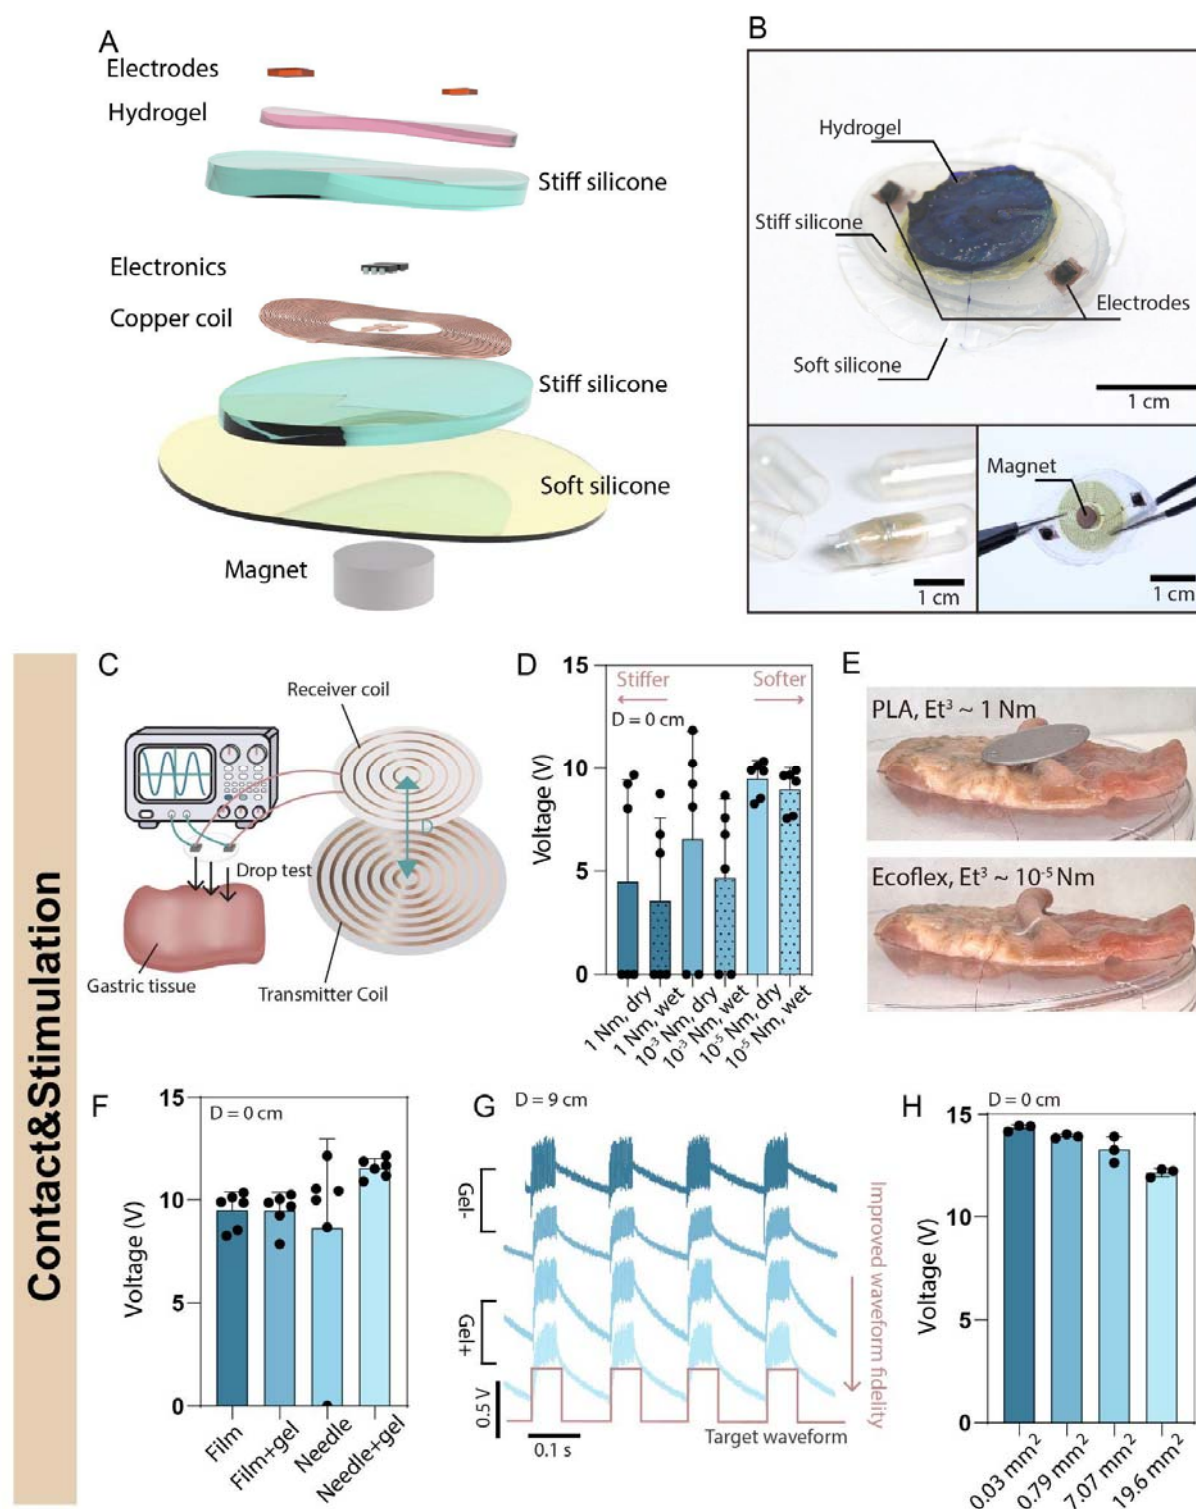 A
Electrodes
Hydrogel
Stiff silicone
Electronics
Copper coil
Stiff silicone
Soft silicone
Magnet
B
Hydrogel
Stiff silicone
Electrodes
Soft silicone
1 cm
1 cm
Magnet
1 cm
Contact&Stimulation
C
Receiver coil
D
Drop test
Gastric tissue
Transmitter Coil
D
Voltage (V)
15
10
5
0
Stiffer
Softer
D = 0 cm
1 Nm, dry
1 Nm, wet
10⁻³ Nm, dry
10⁻³ Nm, wet
10⁻⁵ Nm, dry
10⁻⁵ Nm, wet
E
PLA, Et³ ~ 1 Nm
Ecoflex, Et³ ~ 10⁻⁵ Nm
F
Voltage (V)
15
10
5
0
D = 0 cm
Film
Film+gel
Needle
Needle+gel
G
D = 9 cm
Gel-
Gel+
0.5 V
0.1 s
Target waveform
Improved waveform fidelity
H
D = 0 cm
Voltage (V)
15
10
5
0
0.03 mm²
0.79 mm²
7.07 mm²
19.6 mm²